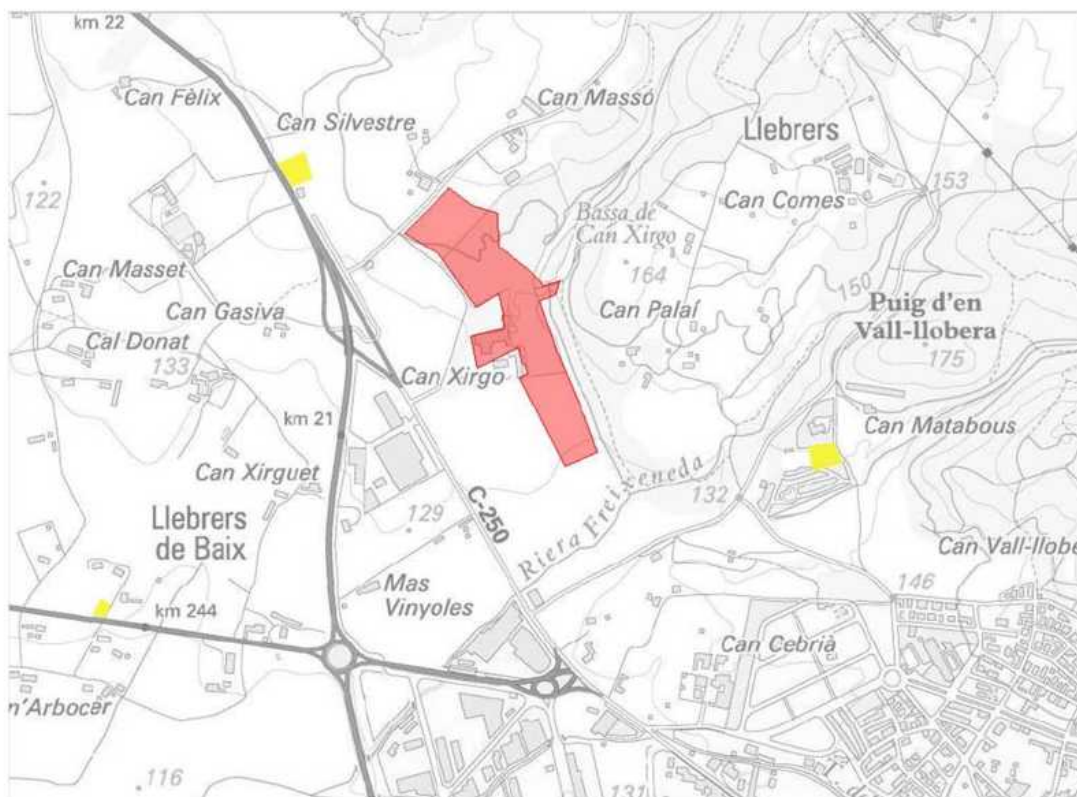 km 22
Can Fèlix
Can Silvestre
Can Massó
Llebrers
122
153
Can Comes
Bassa de
Can Xirgo
164
Can Masset
150
Can Gasiva
Can Palaí
Puig d'en
Vall-llobera
Cal Donat
133
175
Can Xirgo
km 21
Can Matabous
Can Xirguet
132
C-250
129
Riera Freixeneda
Llebrers
de Baix
Can Vall-llobe
Mas
Vinyoles
146
km 244
Can Cebrià
n'Arbocer
116
131